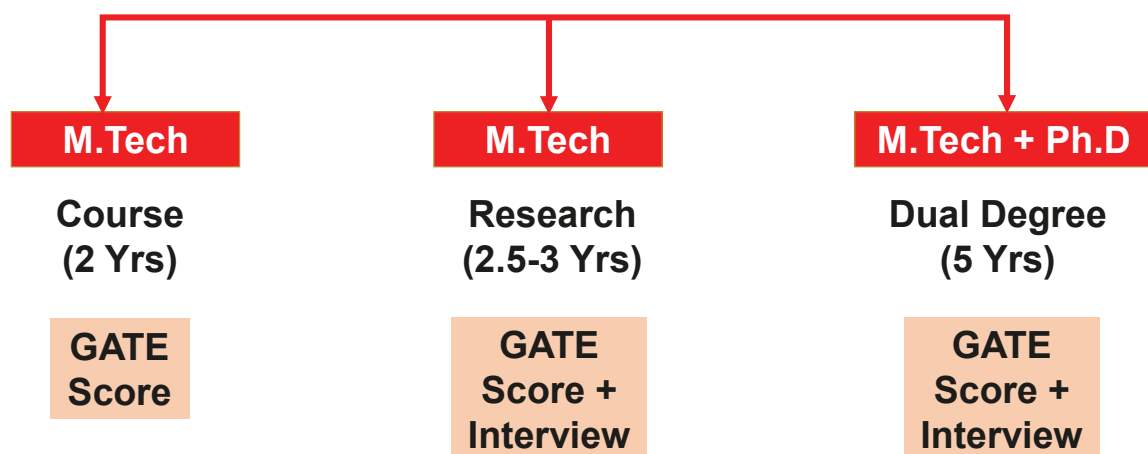 M.Tech
Course
(2 Yrs)
GATE
Score
M.Tech
Research
(2.5-3 Yrs)
GATE
Score +
Interview
M.Tech + Ph.D
Dual Degree
(5 Yrs)
GATE
Score +
Interview